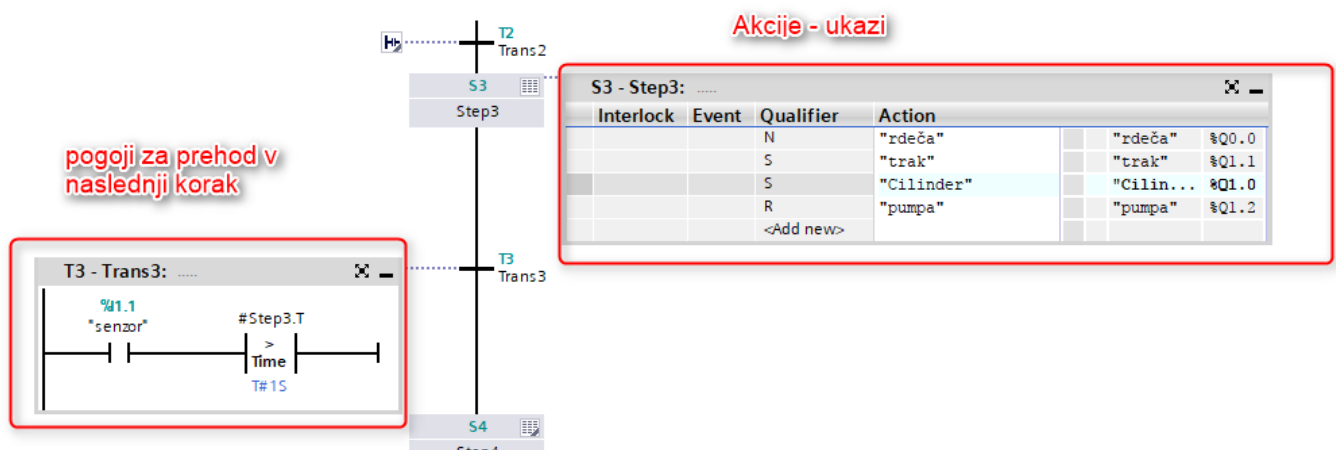 Akcije - ukazi
T2
Trans2
S3
Step3
S3 - Step3: .....
Interlock Event Qualifier Action
N "rdeča" "rdeča" %Q0.0
S "trak" "trak" %Q1.1
S "Cilinder" "Cilin... %Q1.0
R "pumpa" "pumpa" %Q1.2
<Add new>
pogoji za prehod v
naslednji korak
T3
Trans3
T3 - Trans3: .....
%I1.1
"senzor"
#Step3.T
>
Time
T#1S
S4
Step4